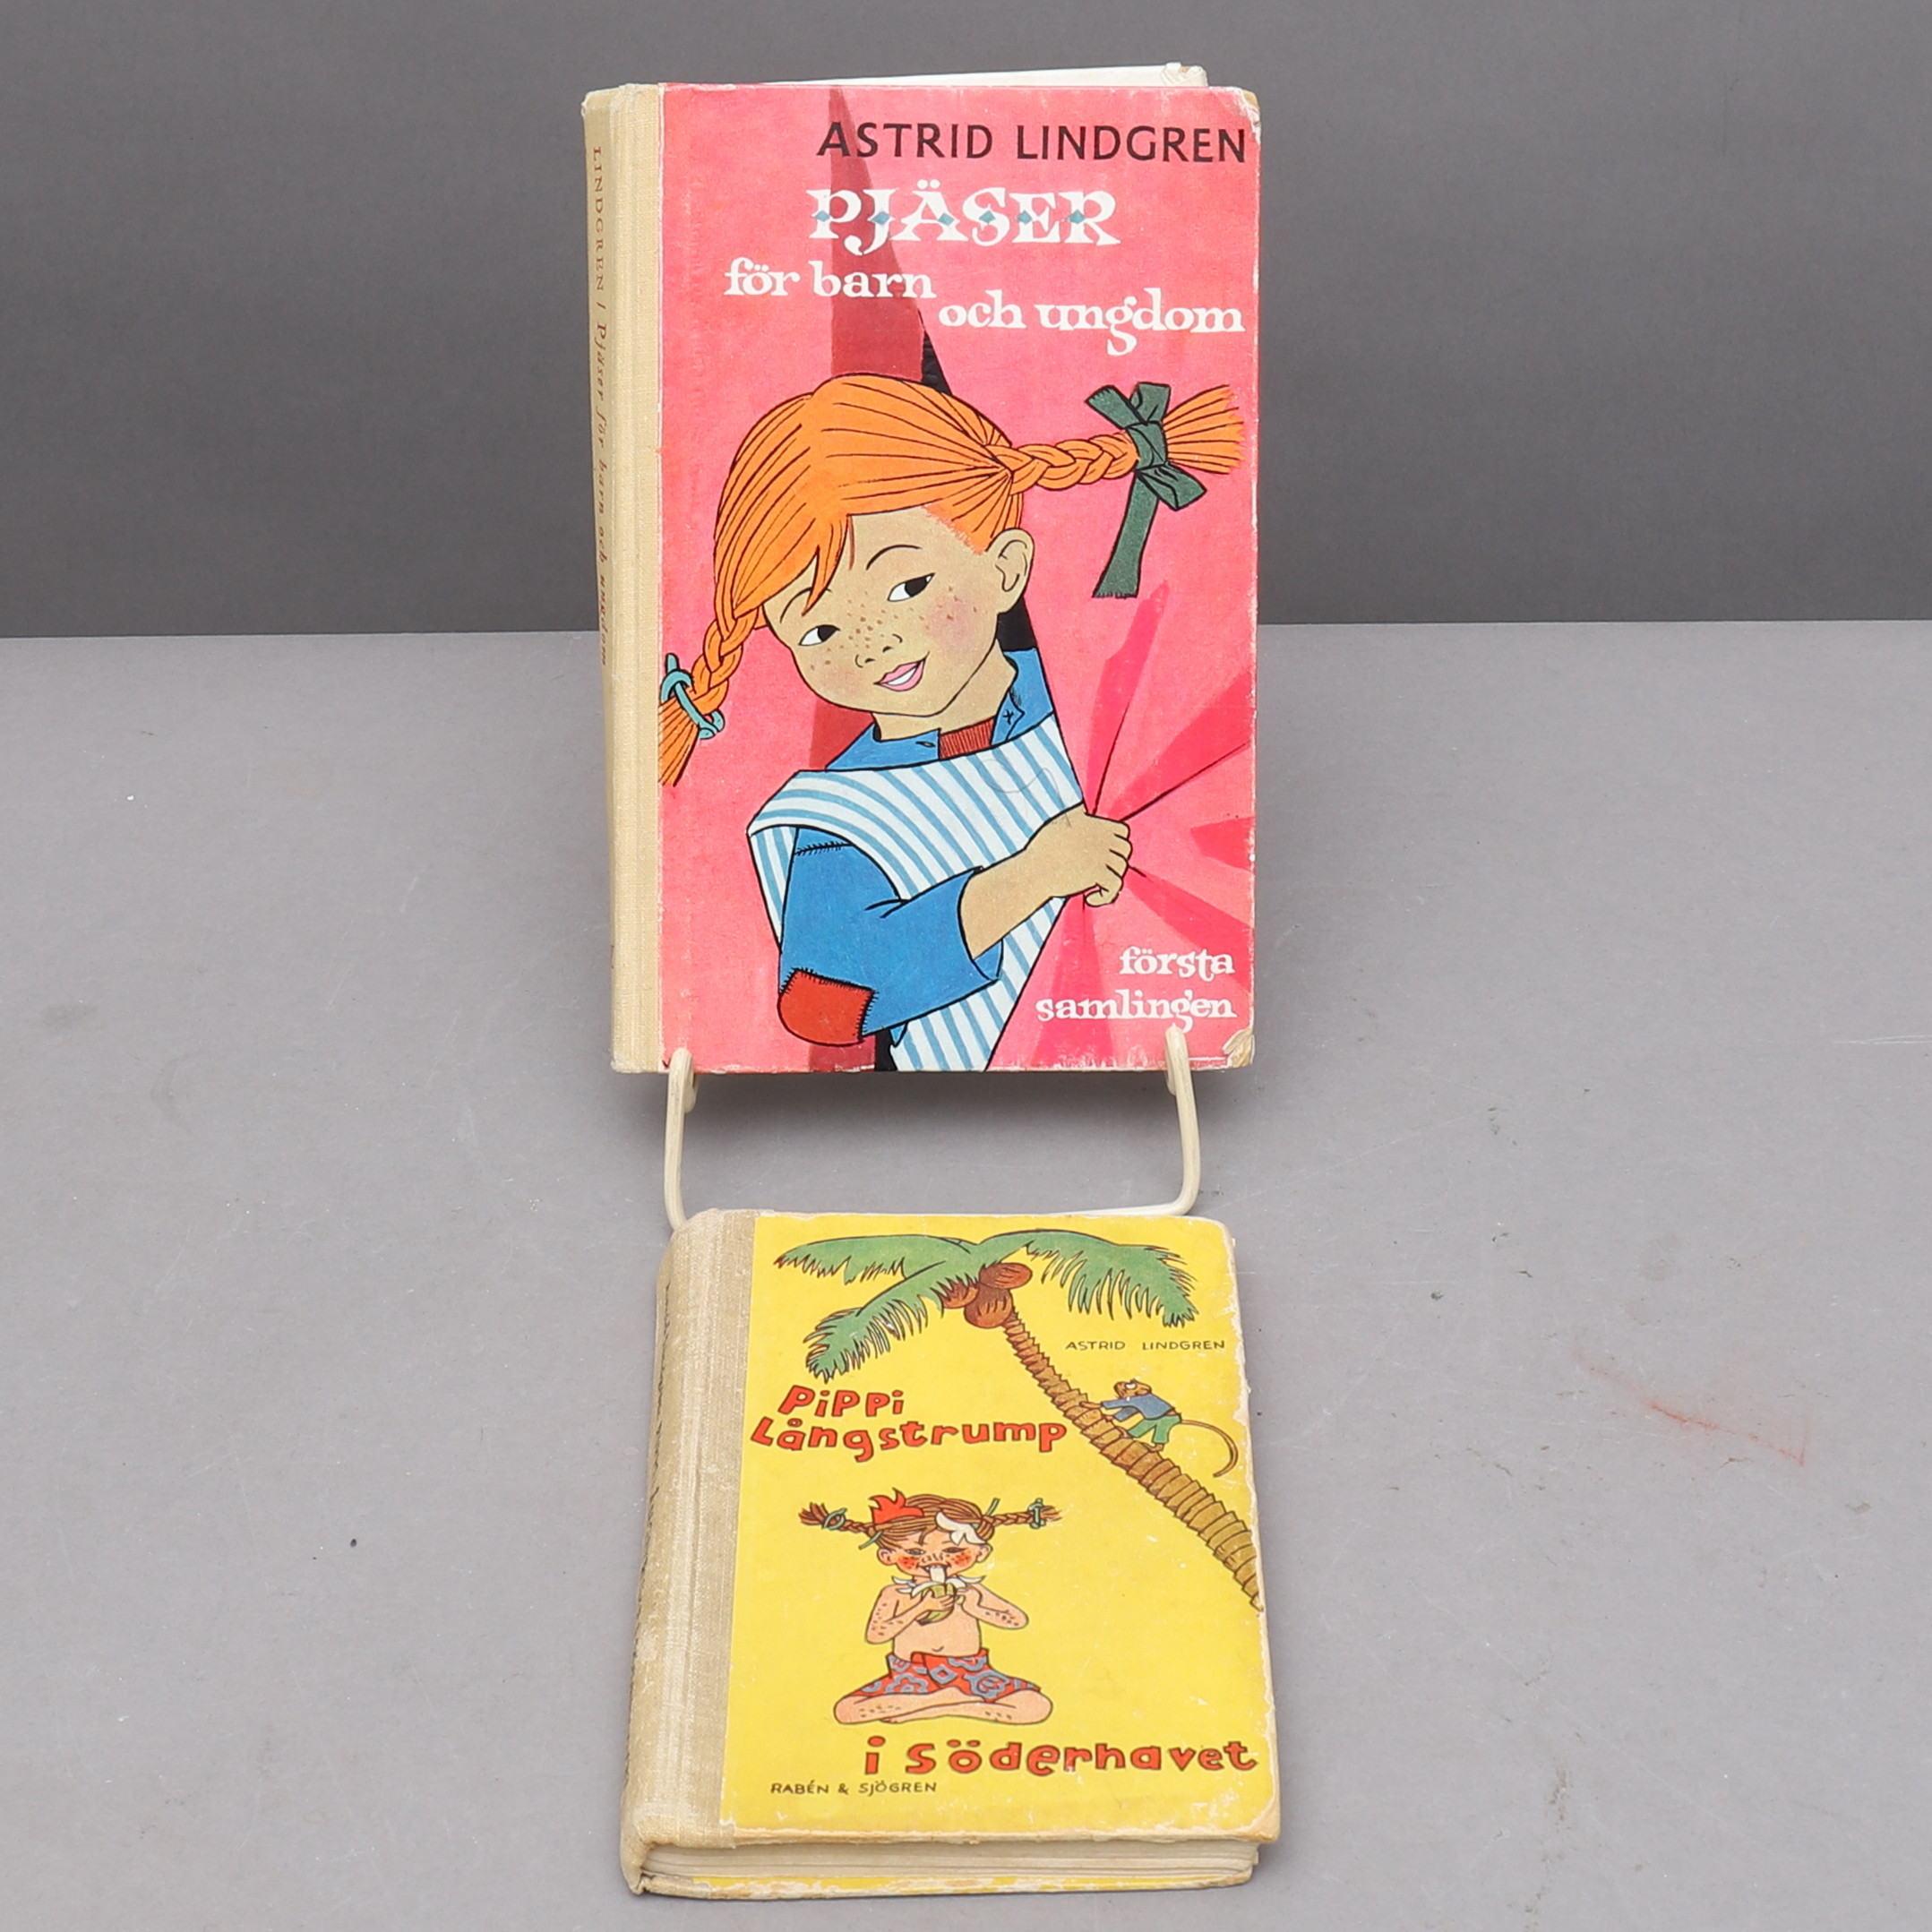 ASTRID LINDGREN
PJÄSER
för barn
och ungdom
första
samlingen
LINDGREN / Pjäser för barn och ungdom
ASTRID LINDGREN
PiPPi
Långstrump
i Söderhavet
RABÉN & SJÖGREN